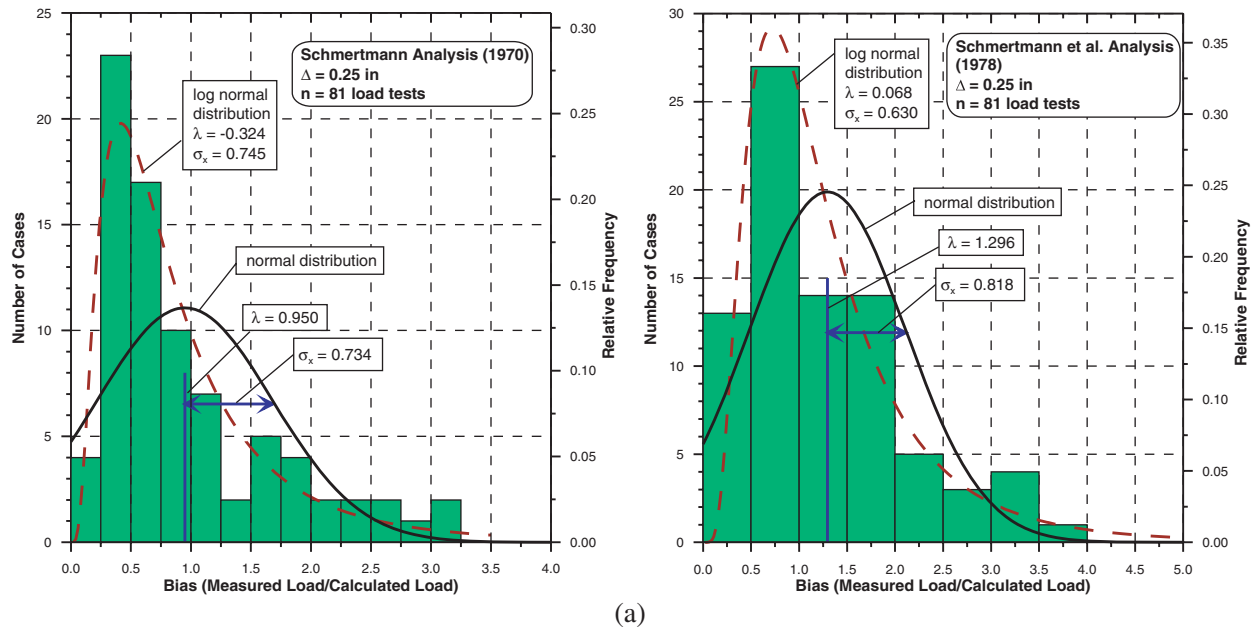 Schmertmann Analysis (1970)
Δ = 0.25 in
n = 81 load tests
log normal
distribution
λ = -0.324
σx = 0.745
normal distribution
λ = 0.950
σx = 0.734
Number of Cases
25
20
15
10
5
0
0.0 0.5 1.0 1.5 2.0 2.5 3.0 3.5 4.0
Bias (Measured Load/Calculated Load)
0.30
0.25
0.20
0.15
0.10
0.05
0.00
Relative Frequency
Schmertmann et al. Analysis
(1978)
Δ = 0.25 in
n = 81 load tests
log normal
distribution
λ = 0.068
σx = 0.630
normal distribution
λ = 1.296
σx = 0.818
Number of Cases
30
25
20
15
10
5
0
0.0 0.5 1.0 1.5 2.0 2.5 3.0 3.5 4.0 4.5 5.0
Bias (Measured Load/Calculated Load)
0.35
0.30
0.25
0.20
0.15
0.10
0.05
0.00
Relative Frequency
(a)